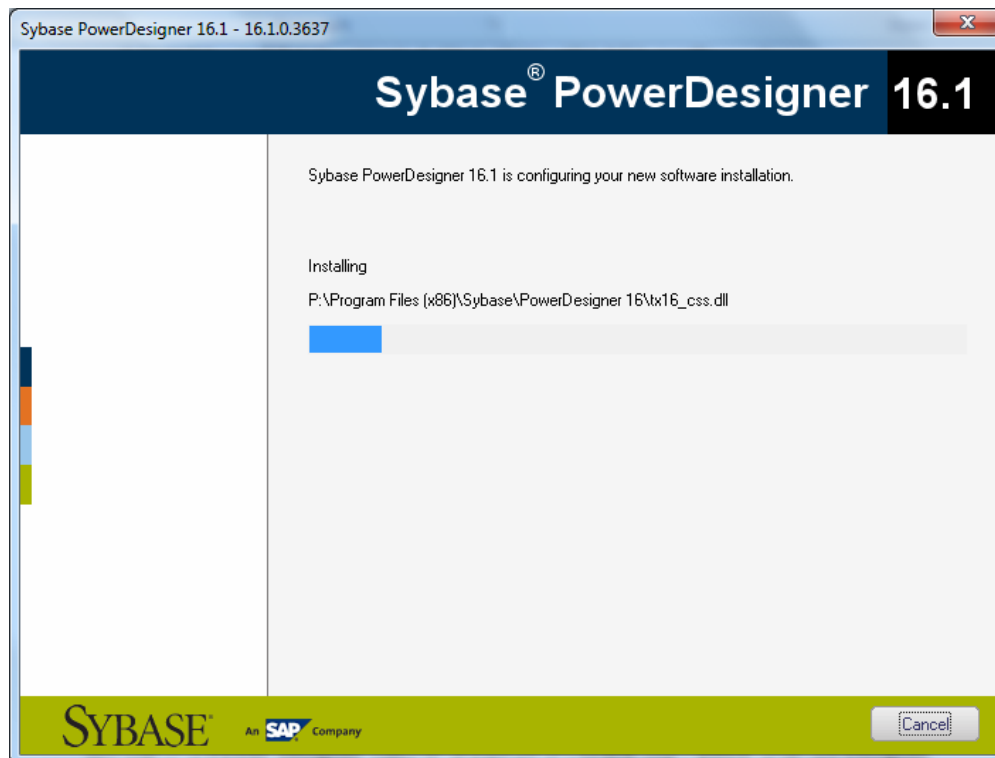 Sybase PowerDesigner 16.1 - 16.1.0.3637
Sybase® PowerDesigner 16.1
Sybase PowerDesigner 16.1 is configuring your new software installation.
Installing
P:\Program Files (x86)\Sybase\PowerDesigner 16\tx16_css.dll
SYBASE® An SAP Company
Cancel